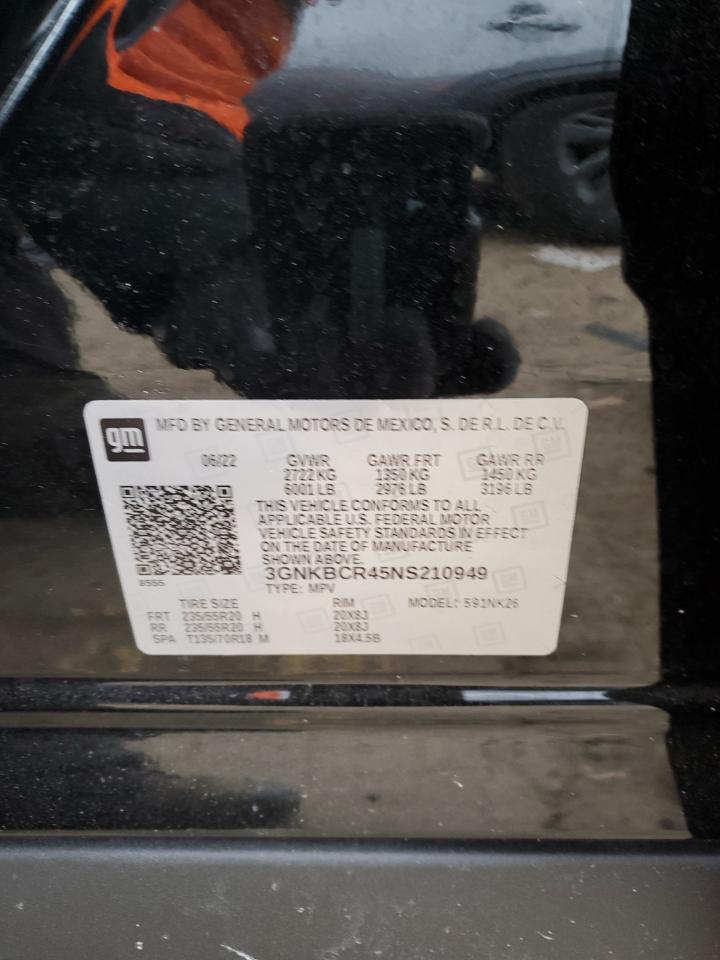 gm MFD BY GENERAL MOTORS DE MEXICO, S. DE R.L. DE C.V.
06/22 GVWR GAWR FRT GAWR RR
2722 KG 1350 KG 1450 KG
6001 LB 2976 LB 3196 LB
THIS VEHICLE CONFORMS TO ALL
APPLICABLE U.S. FEDERAL MOTOR
VEHICLE SAFETY STANDARDS IN EFFECT
ON THE DATE OF MANUFACTURE
SHOWN ABOVE.
3GNKBCR45NS210949
8555 TYPE: MPV
TIRE SIZE RIM MODEL: 591NK26
FRT 235/55R20 H 20X8J
RR 235/55R20 H 20X8J
SPA T135/70R18 M 18X4.5B